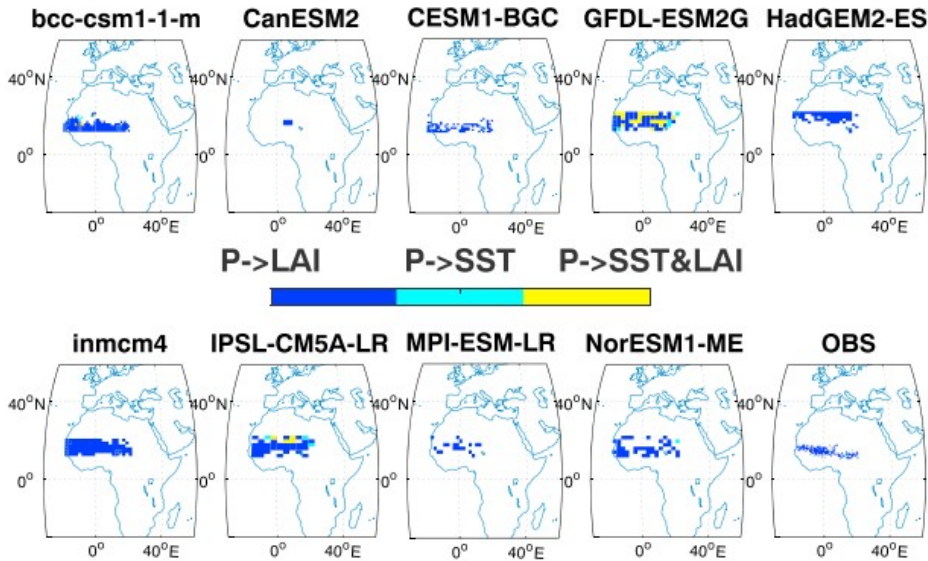 bcc-csm1-1-m CanESM2 CESM1-BGC GFDL-ESM2G HadGEM2-ES
40°N 40°N 40°N 40°N 40°N
0° 0° 0° 0° 0°
0° 40°E 0° 40°E 0° 40°E 0° 40°E 0° 40°E
P->LAI P->SST P->SST&LAI
inmcm4 IPSL-CM5A-LR MPI-ESM-LR NorESM1-ME OBS
40°N 40°N 40°N 40°N 40°N
0° 0° 0° 0° 0°
0° 40°E 0° 40°E 0° 40°E 0° 40°E 0° 40°E